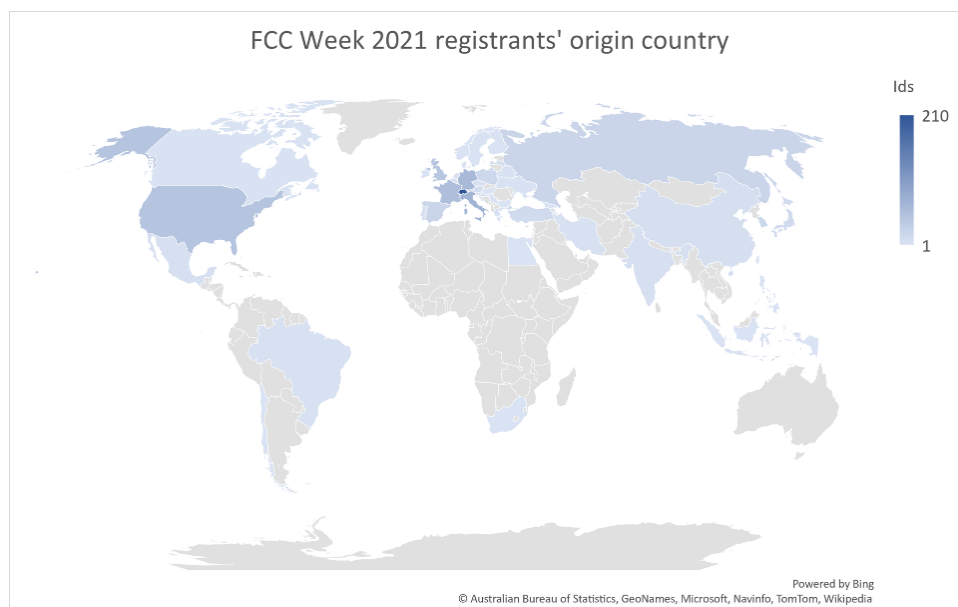 FCC Week 2021 registrants' origin country
Ids
210
1
Powered by Bing
© Australian Bureau of Statistics, GeoNames, Microsoft, Navinfo, TomTom, Wikipedia